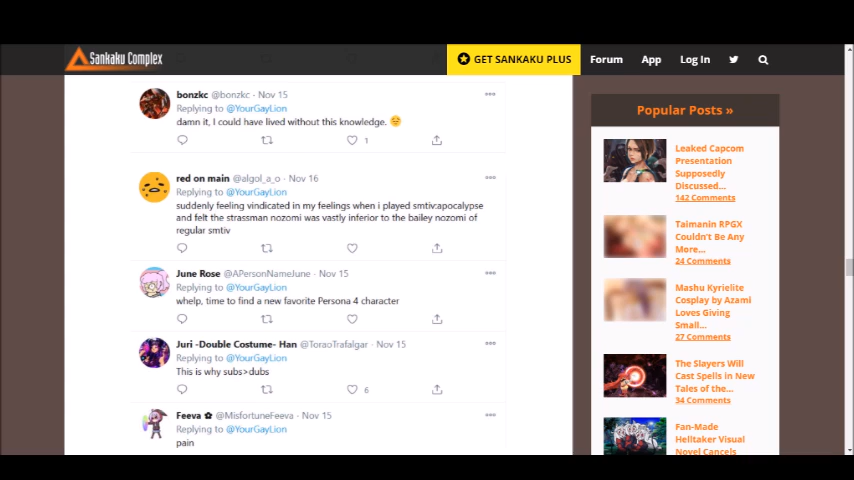 Sankaku Complex
GET SANKAKU PLUS
Forum
App
Log In
bonzkc @bonzkc · Nov 15
Replying to @YourGayLion
damn it, I could have lived without this knowledge. 😔
1
red on main @algol_a_o · Nov 16
Replying to @YourGayLion
suddenly feeling vindicated in my feelings when i played smtiv:apocalypse
and felt the strassman nozomi was vastly inferior to the bailey nozomi of
regular smtiv
June Rose @APersonNameJune · Nov 15
Replying to @YourGayLion
whelp, time to find a new favorite Persona 4 character
Juri -Double Costume- Han @ToraoTrafalgar · Nov 15
Replying to @YourGayLion
This is why subs>dubs
6
Feeva ✿ @MisfortuneFeeva · Nov 15
Replying to @YourGayLion
pain
Popular Posts »
Leaked Capcom
Presentation
Supposedly
Discussed...
142 Comments
Taimanin RPGX
Couldn't Be Any
More...
24 Comments
Mashu Kyrielite
Cosplay by Azami
Loves Giving
Small...
27 Comments
The Slayers Will
Cast Spells in New
Tales of the...
34 Comments
Fan-Made
Helltaker Visual
Novel Cancels